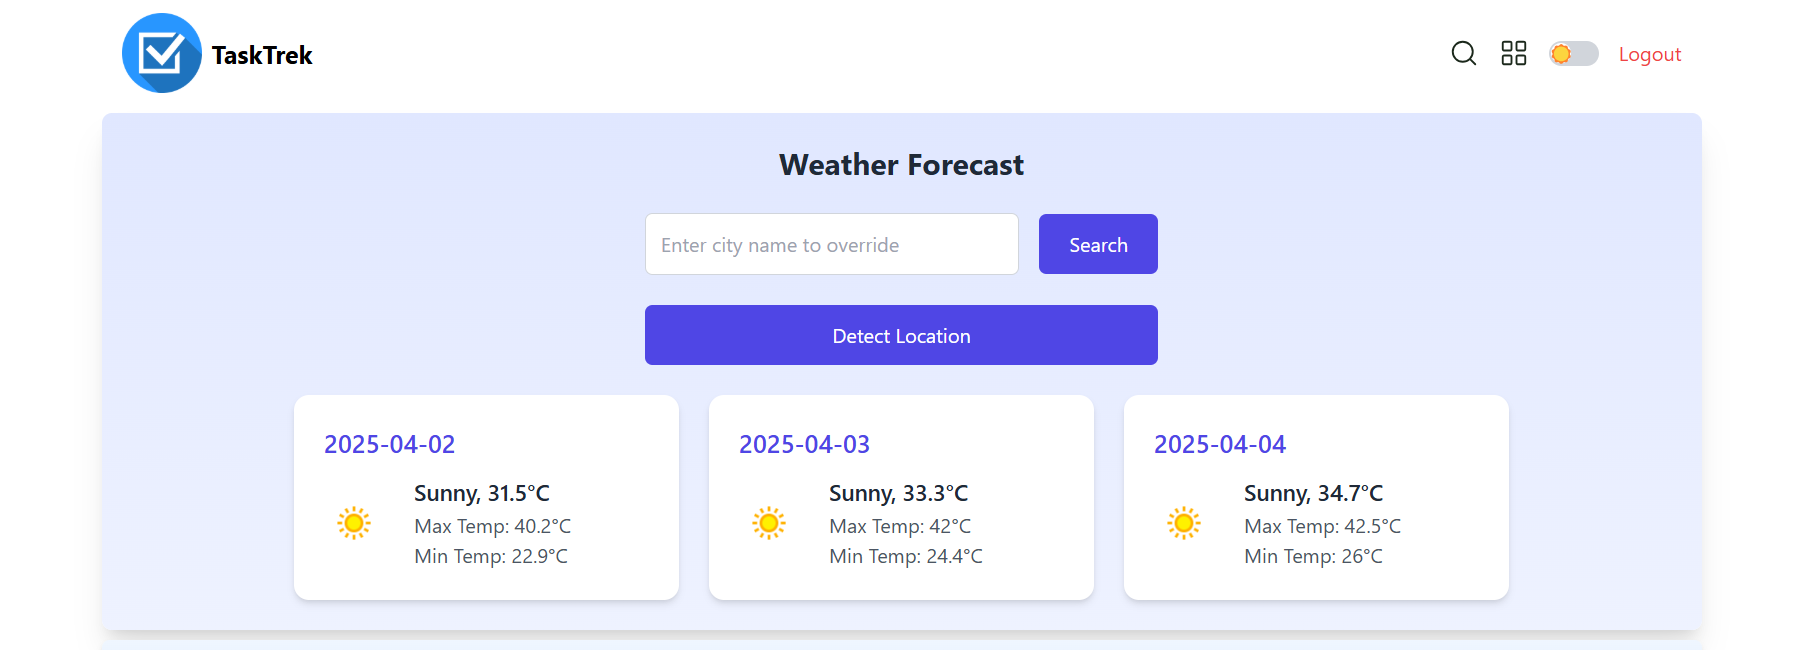 TaskTrek
Logout
Weather Forecast
Enter city name to override
Search
Detect Location
2025-04-02
Sunny, 31.5°C
Max Temp: 40.2°C
Min Temp: 22.9°C
2025-04-03
Sunny, 33.3°C
Max Temp: 42°C
Min Temp: 24.4°C
2025-04-04
Sunny, 34.7°C
Max Temp: 42.5°C
Min Temp: 26°C